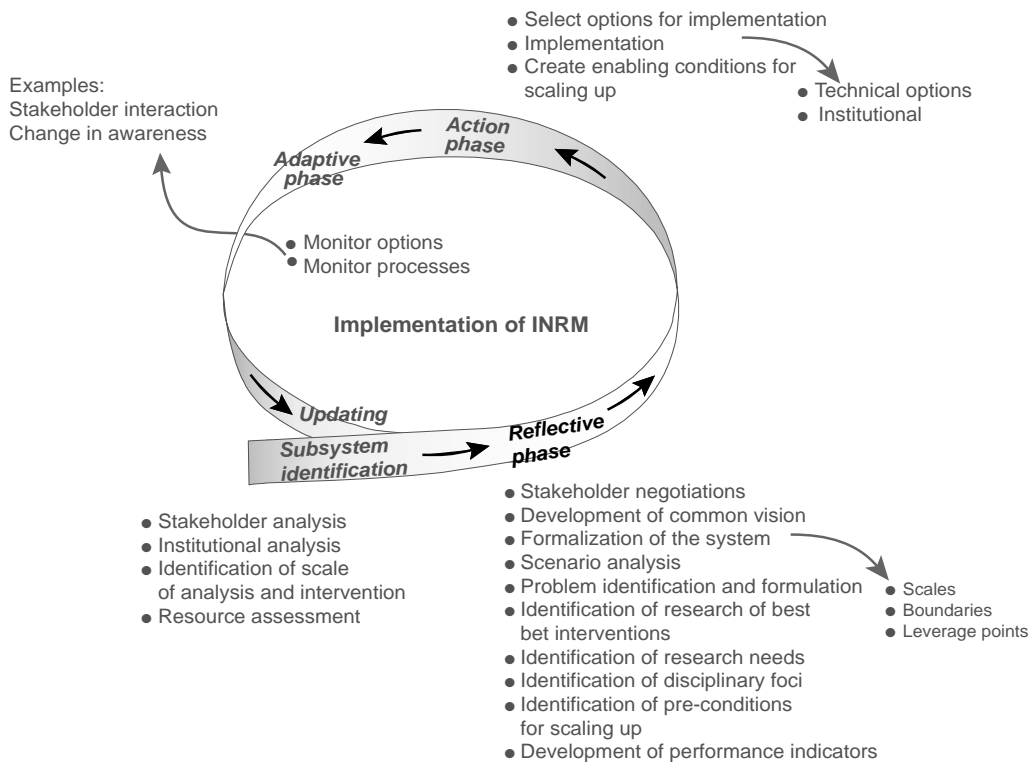 • Select options for implementation
• Implementation
• Create enabling conditions for
scaling up
• Technical options
• Institutional
Examples:
Stakeholder interaction
Change in awareness
Action
phase
Adaptive
phase
• Monitor options
• Monitor processes
Implementation of INRM
Updating
Subsystem
identification
Reflective
phase
• Stakeholder analysis
• Institutional analysis
• Identification of scale
of analysis and intervention
• Resource assessment
• Stakeholder negotiations
• Development of common vision
• Formalization of the system
• Scenario analysis
• Problem identification and formulation
• Identification of research of best
bet interventions
• Identification of research needs
• Identification of disciplinary foci
• Identification of pre-conditions
for scaling up
• Development of performance indicators
• Scales
• Boundaries
• Leverage points